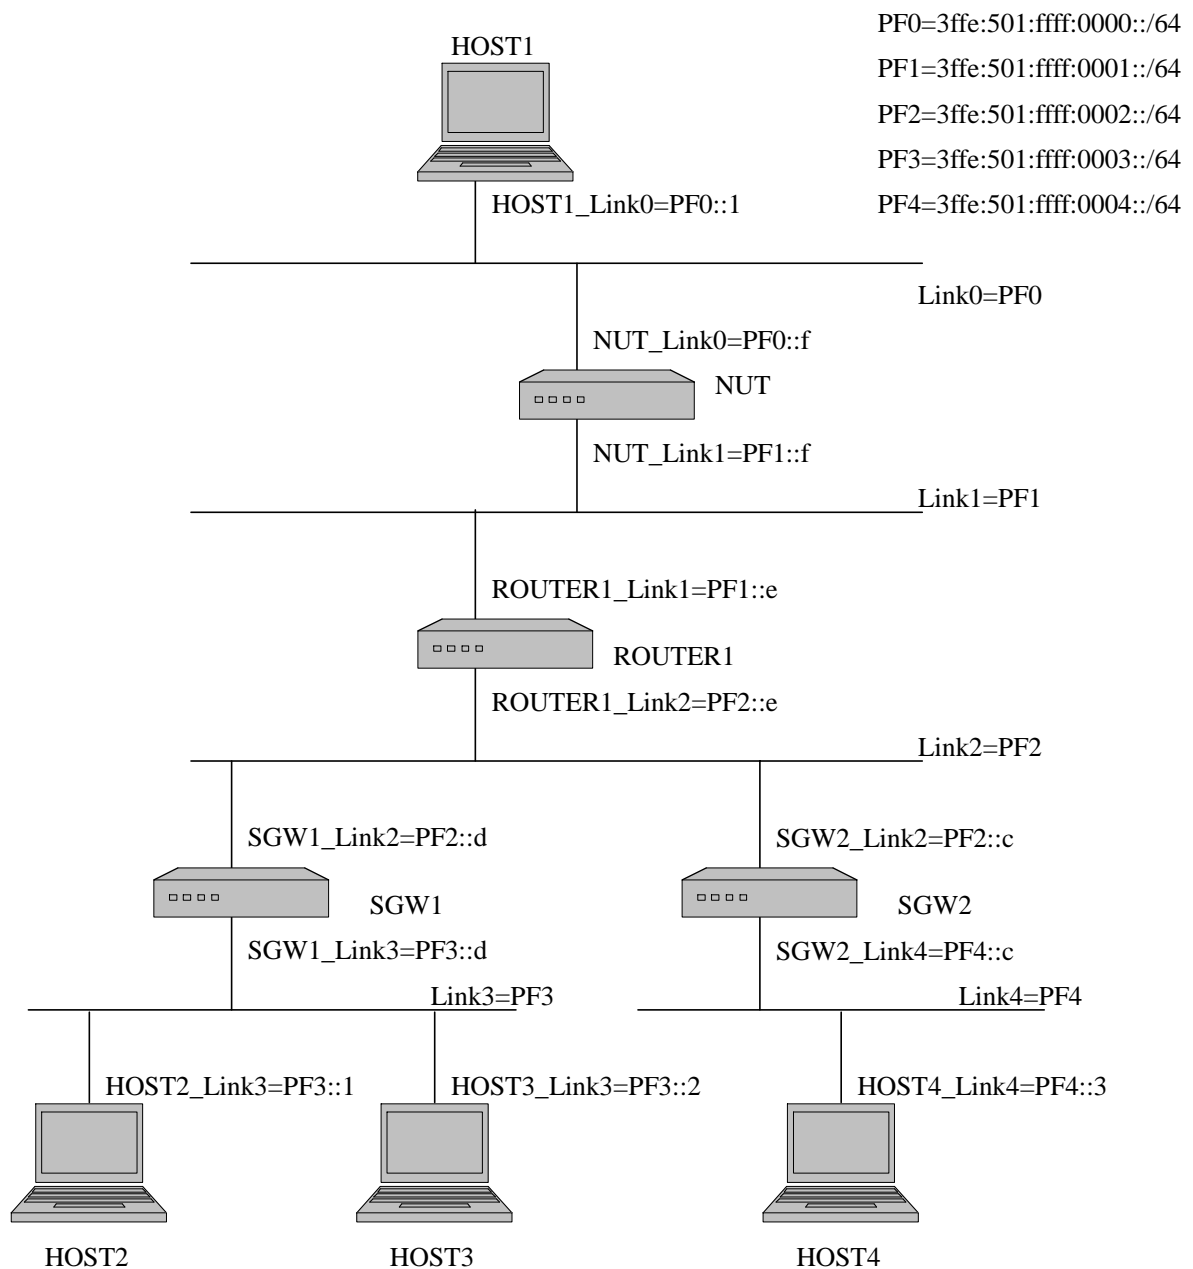 PF0=3ffe:501:ffff:0000::/64
HOST1
PF1=3ffe:501:ffff:0001::/64
PF2=3ffe:501:ffff:0002::/64
PF3=3ffe:501:ffff:0003::/64
HOST1_Link0=PF0::1
PF4=3ffe:501:ffff:0004::/64
Link0=PF0
NUT_Link0=PF0::f
NUT
NUT_Link1=PF1::f
Link1=PF1
ROUTER1_Link1=PF1::e
ROUTER1
ROUTER1_Link2=PF2::e
Link2=PF2
SGW1_Link2=PF2::d
SGW2_Link2=PF2::c
SGW1
SGW2
SGW1_Link3=PF3::d
SGW2_Link4=PF4::c
Link3=PF3
Link4=PF4
HOST2_Link3=PF3::1
HOST3_Link3=PF3::2
HOST4_Link4=PF4::3
HOST2
HOST3
HOST4